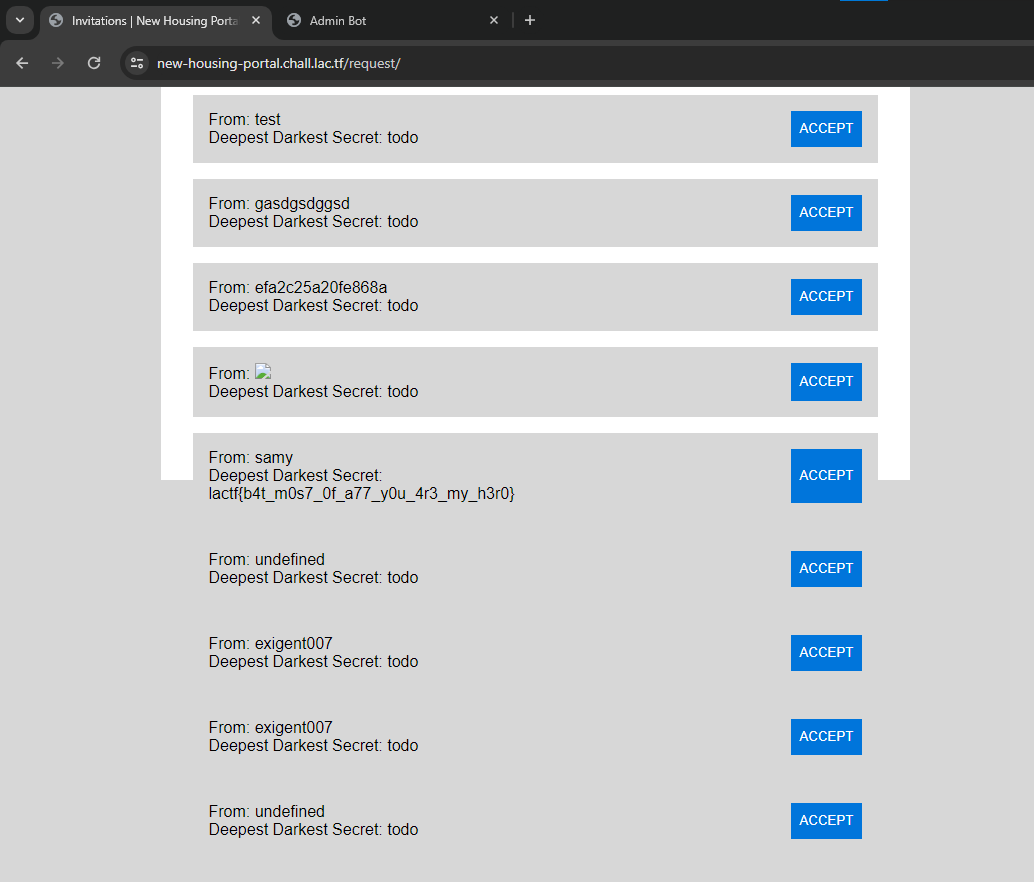 Invitations | New Housing Porta
Admin Bot
new-housing-portal.chall.lac.tf/request/
From: test
Deepest Darkest Secret: todo
ACCEPT
From: gasdgsdggsd
Deepest Darkest Secret: todo
ACCEPT
From: efa2c25a20fe868a
Deepest Darkest Secret: todo
ACCEPT
From:
Deepest Darkest Secret: todo
ACCEPT
From: samy
Deepest Darkest Secret:
lactf{b4t_m0s7_0f_a77_y0u_4r3_my_h3r0}
ACCEPT
From: undefined
Deepest Darkest Secret: todo
ACCEPT
From: exigent007
Deepest Darkest Secret: todo
ACCEPT
From: exigent007
Deepest Darkest Secret: todo
ACCEPT
From: undefined
Deepest Darkest Secret: todo
ACCEPT